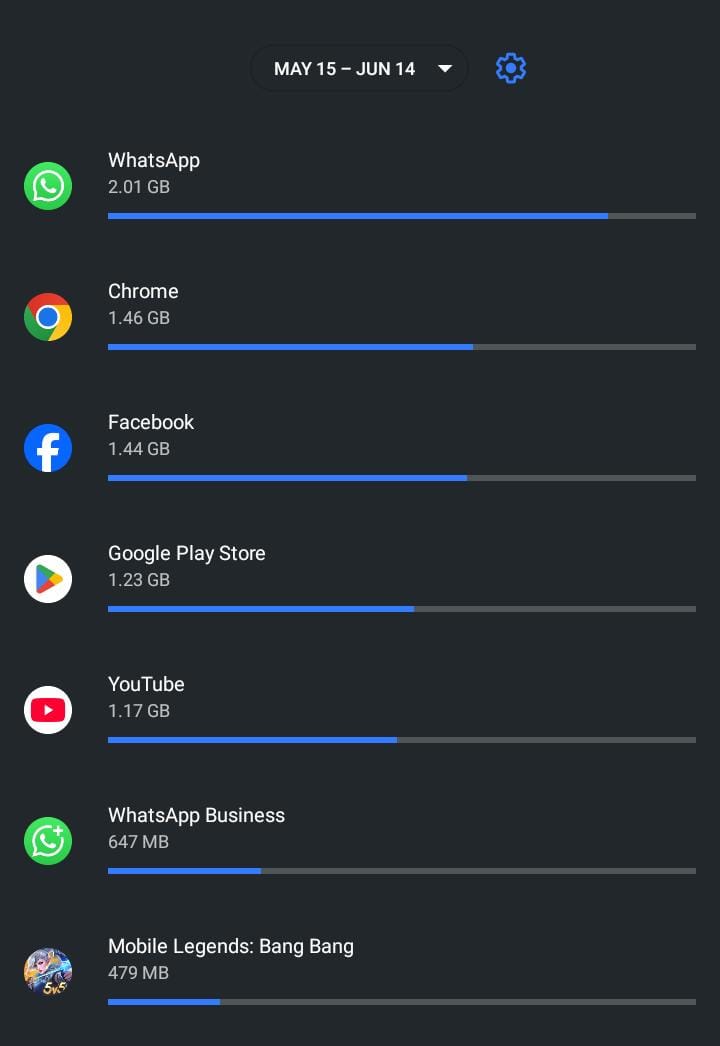 MAY 15 – JUN 14
WhatsApp
2.01 GB
Chrome
1.46 GB
Facebook
1.44 GB
Google Play Store
1.23 GB
YouTube
1.17 GB
WhatsApp Business
647 MB
Mobile Legends: Bang Bang
479 MB
5v5